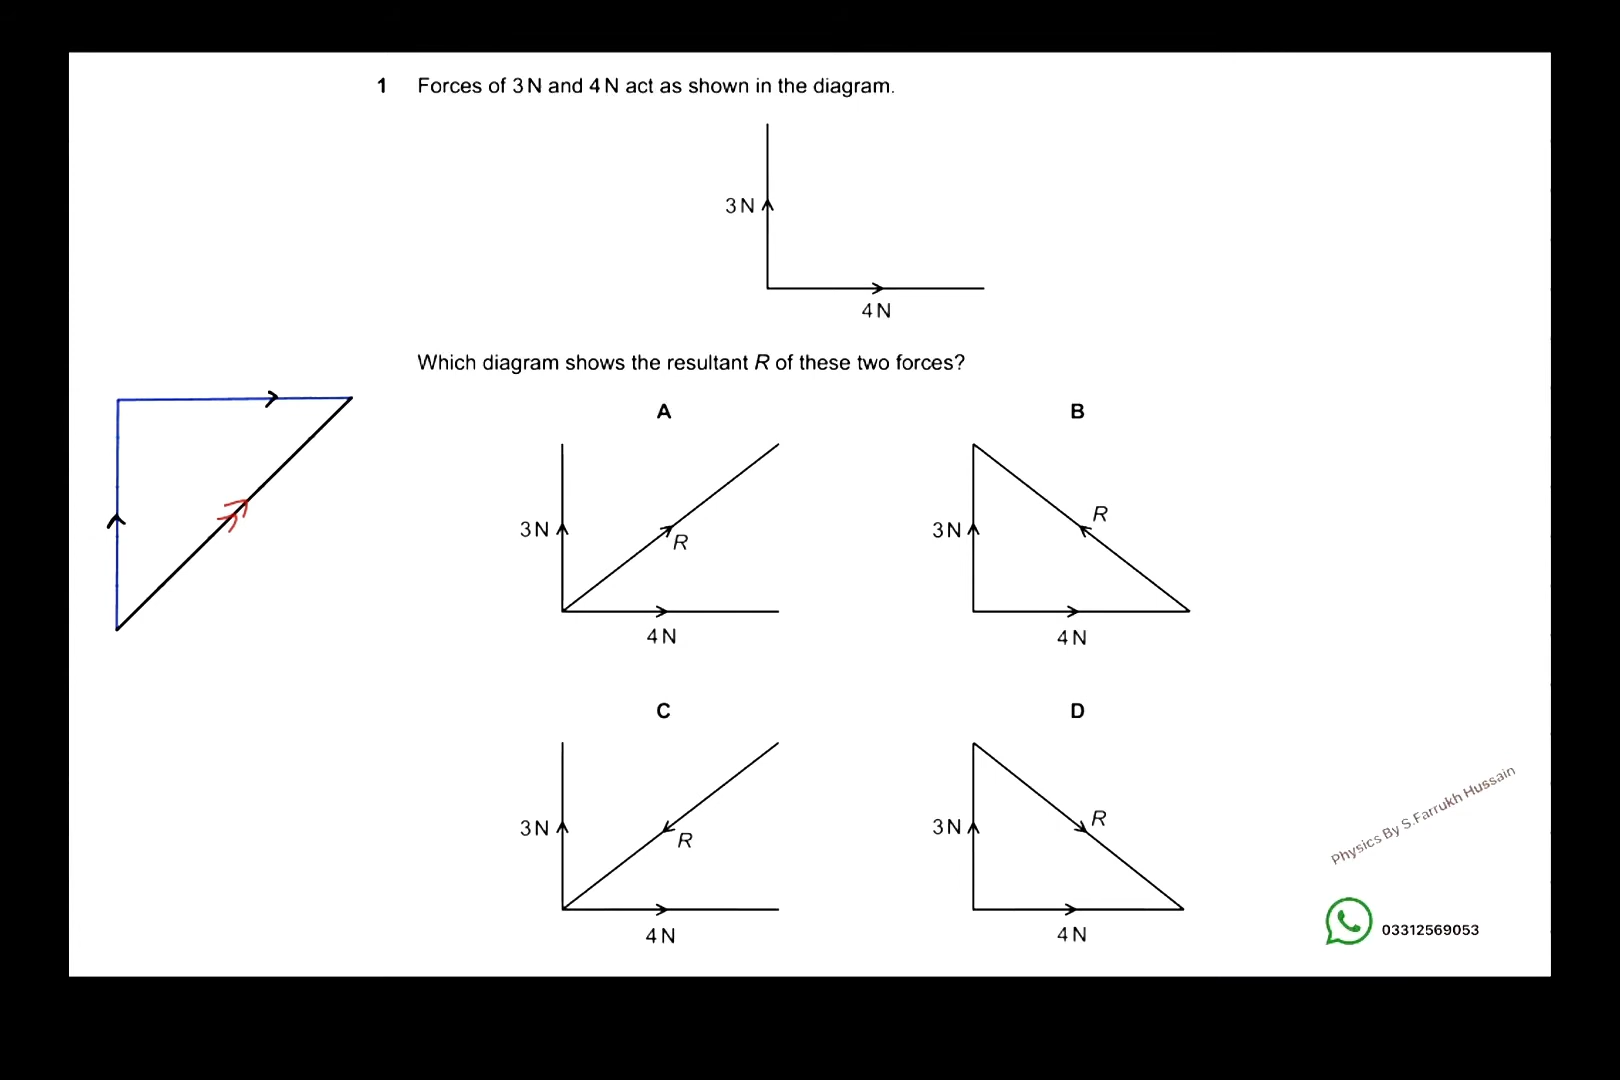 1 Forces of 3 N and 4 N act as shown in the diagram.
3 N
4 N
Which diagram shows the resultant R of these two forces?
A
3 N
R
4 N
B
3 N
R
4 N
C
3 N
R
4 N
D
3 N
R
4 N
Physics By S.Farrukh Hussain
03312569053